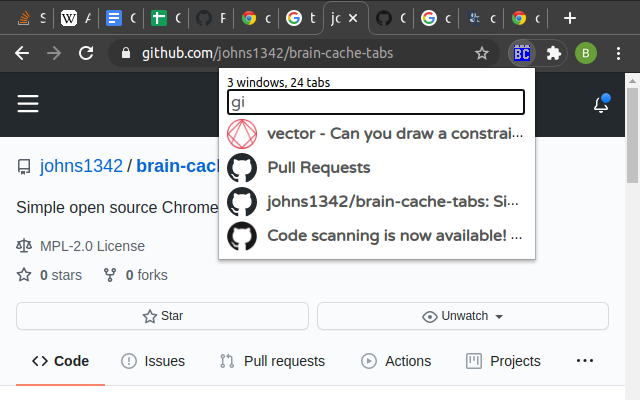 S
A
C
P
C
G c
G t
jo
C
G c
c
c
github.com/johns1342/brain-cache-tabs
BC
B
3 windows, 24 tabs
gi
vector - Can you draw a constrai...
Pull Requests
johns1342/brain-cache-tabs: Si...
Code scanning is now available! ...
johns1342 / brain-cach
Simple open source Chrome
MPL-2.0 License
0 stars 0 forks
Star Unwatch
Code Issues Pull requests Actions Projects ...